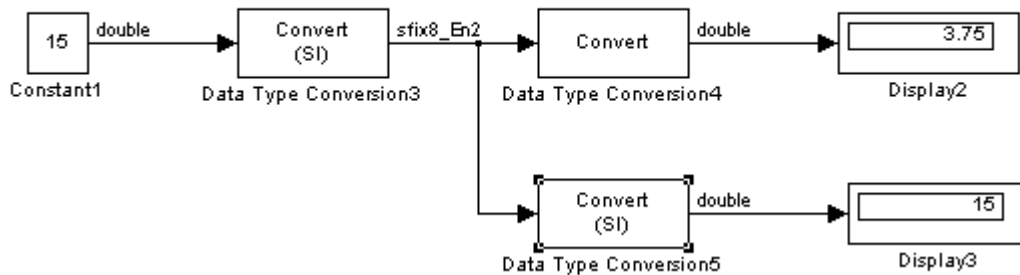 15
double
Convert
(SI)
sfix8_En2
Convert
double
3.75
Constant1
Data Type Conversion3
Data Type Conversion4
Display2
Convert
(SI)
double
15
Data Type Conversion5
Display3